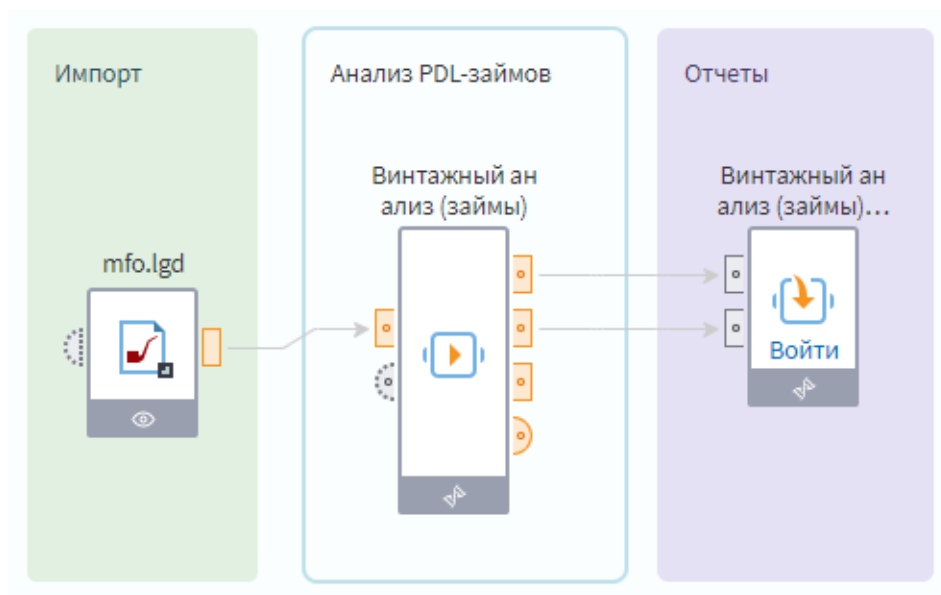 Импорт
Анализ PDL-займов
Отчеты
Винтажный ан
ализ (займы)
Винтажный ан
ализ (займы)...
mfo.lgd
Войти